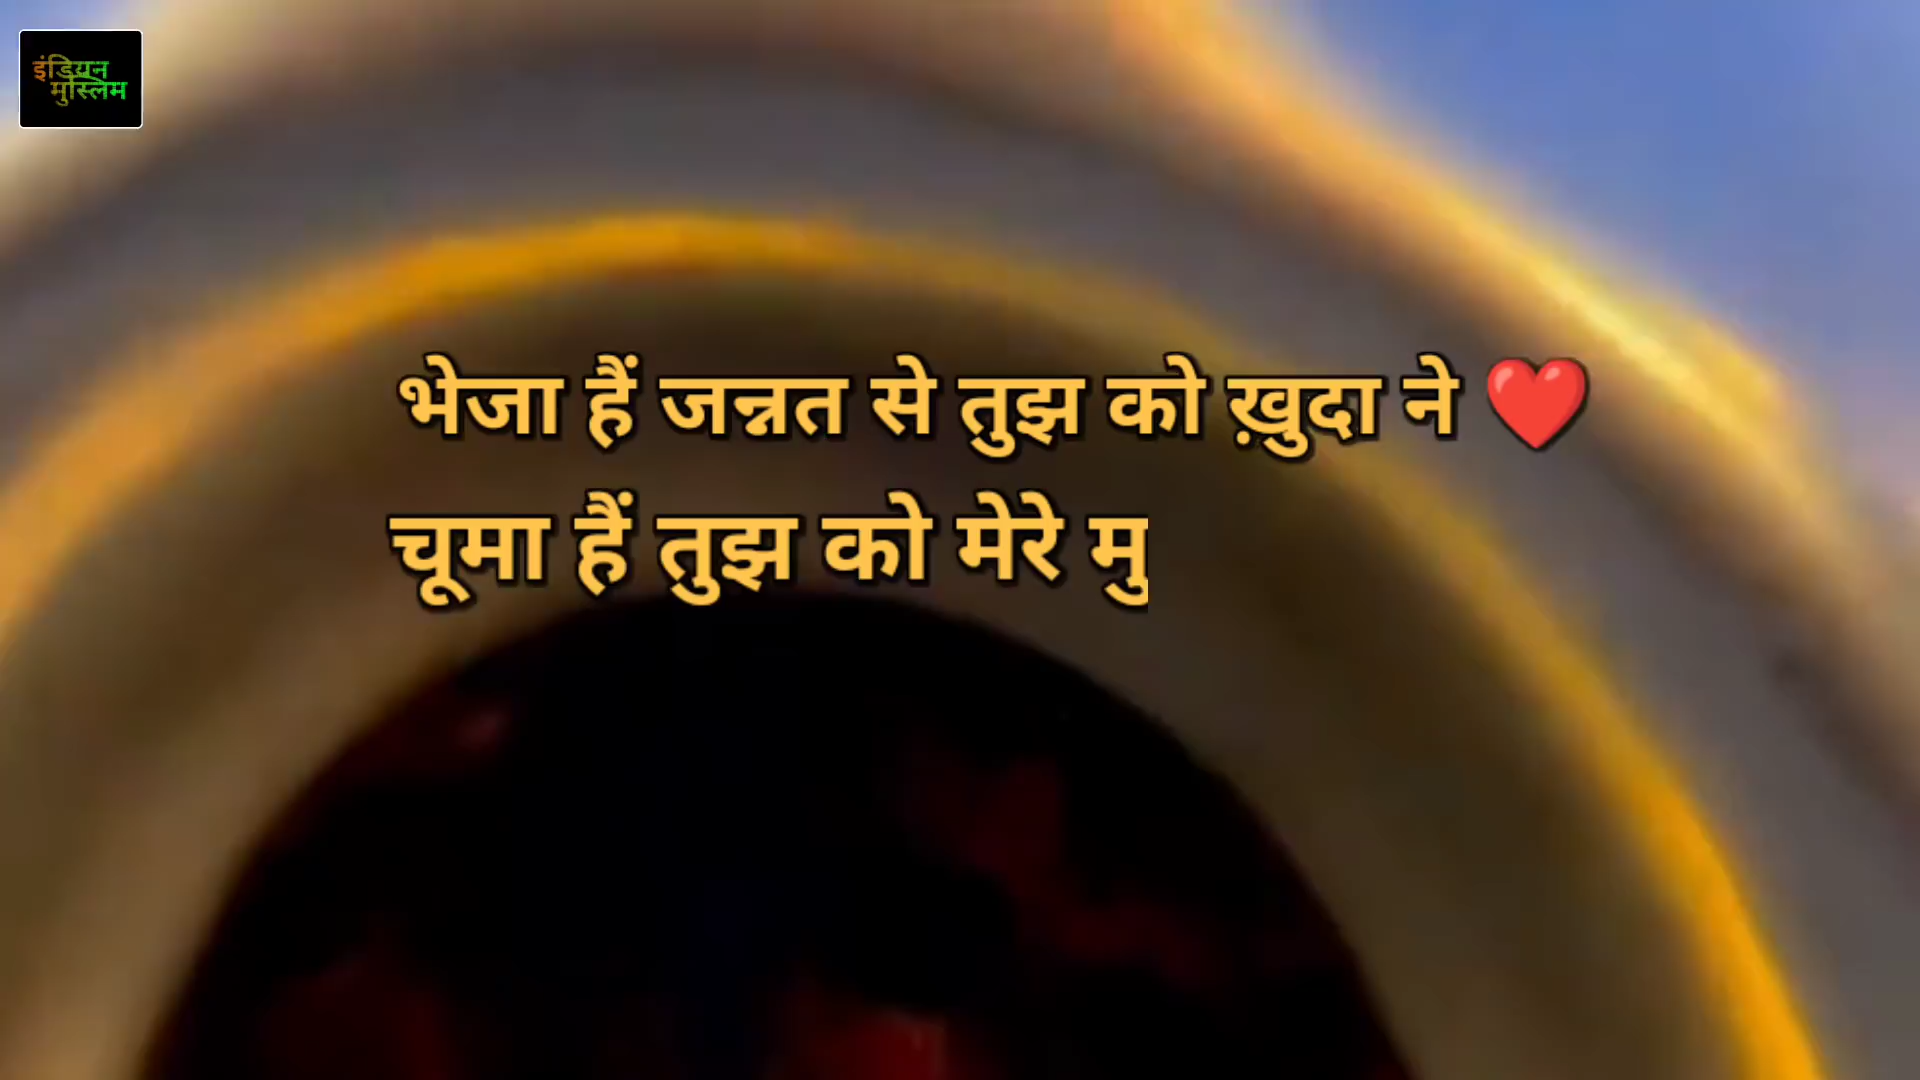 इंडियन
मुस्लिम
भेजा हैं जन्नत से तुझ को ख़ुदा ने ❤️
चूमा हैं तुझ को मेरे मु